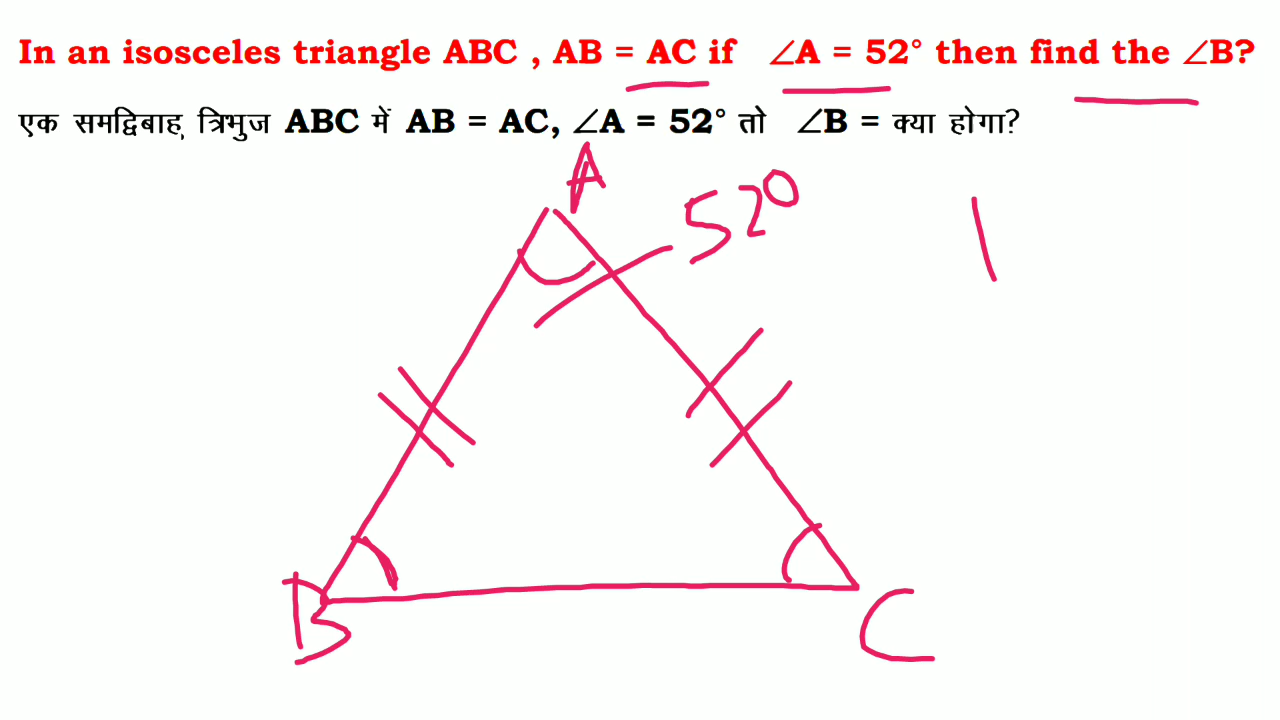 In an isosceles triangle ABC , AB = AC if ∠A = 52° then find the ∠B?
एक समद्विबाहु त्रिभुज ABC में AB = AC, ∠A = 52° तो ∠B = क्या होगा?
A
52°
1
B
C